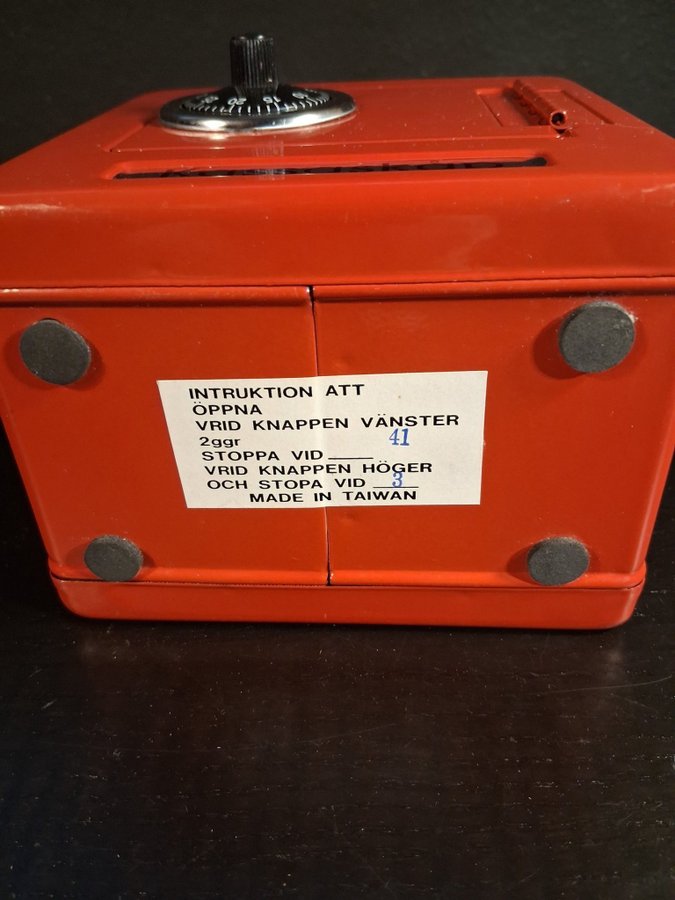 INTRUKTION ATT
ÖPPNA
VRID KNAPPEN VÄNSTER
2ggr 41
STOPPA VID ____
VRID KNAPPEN HÖGER
OCH STOPA VID 3
MADE IN TAIWAN